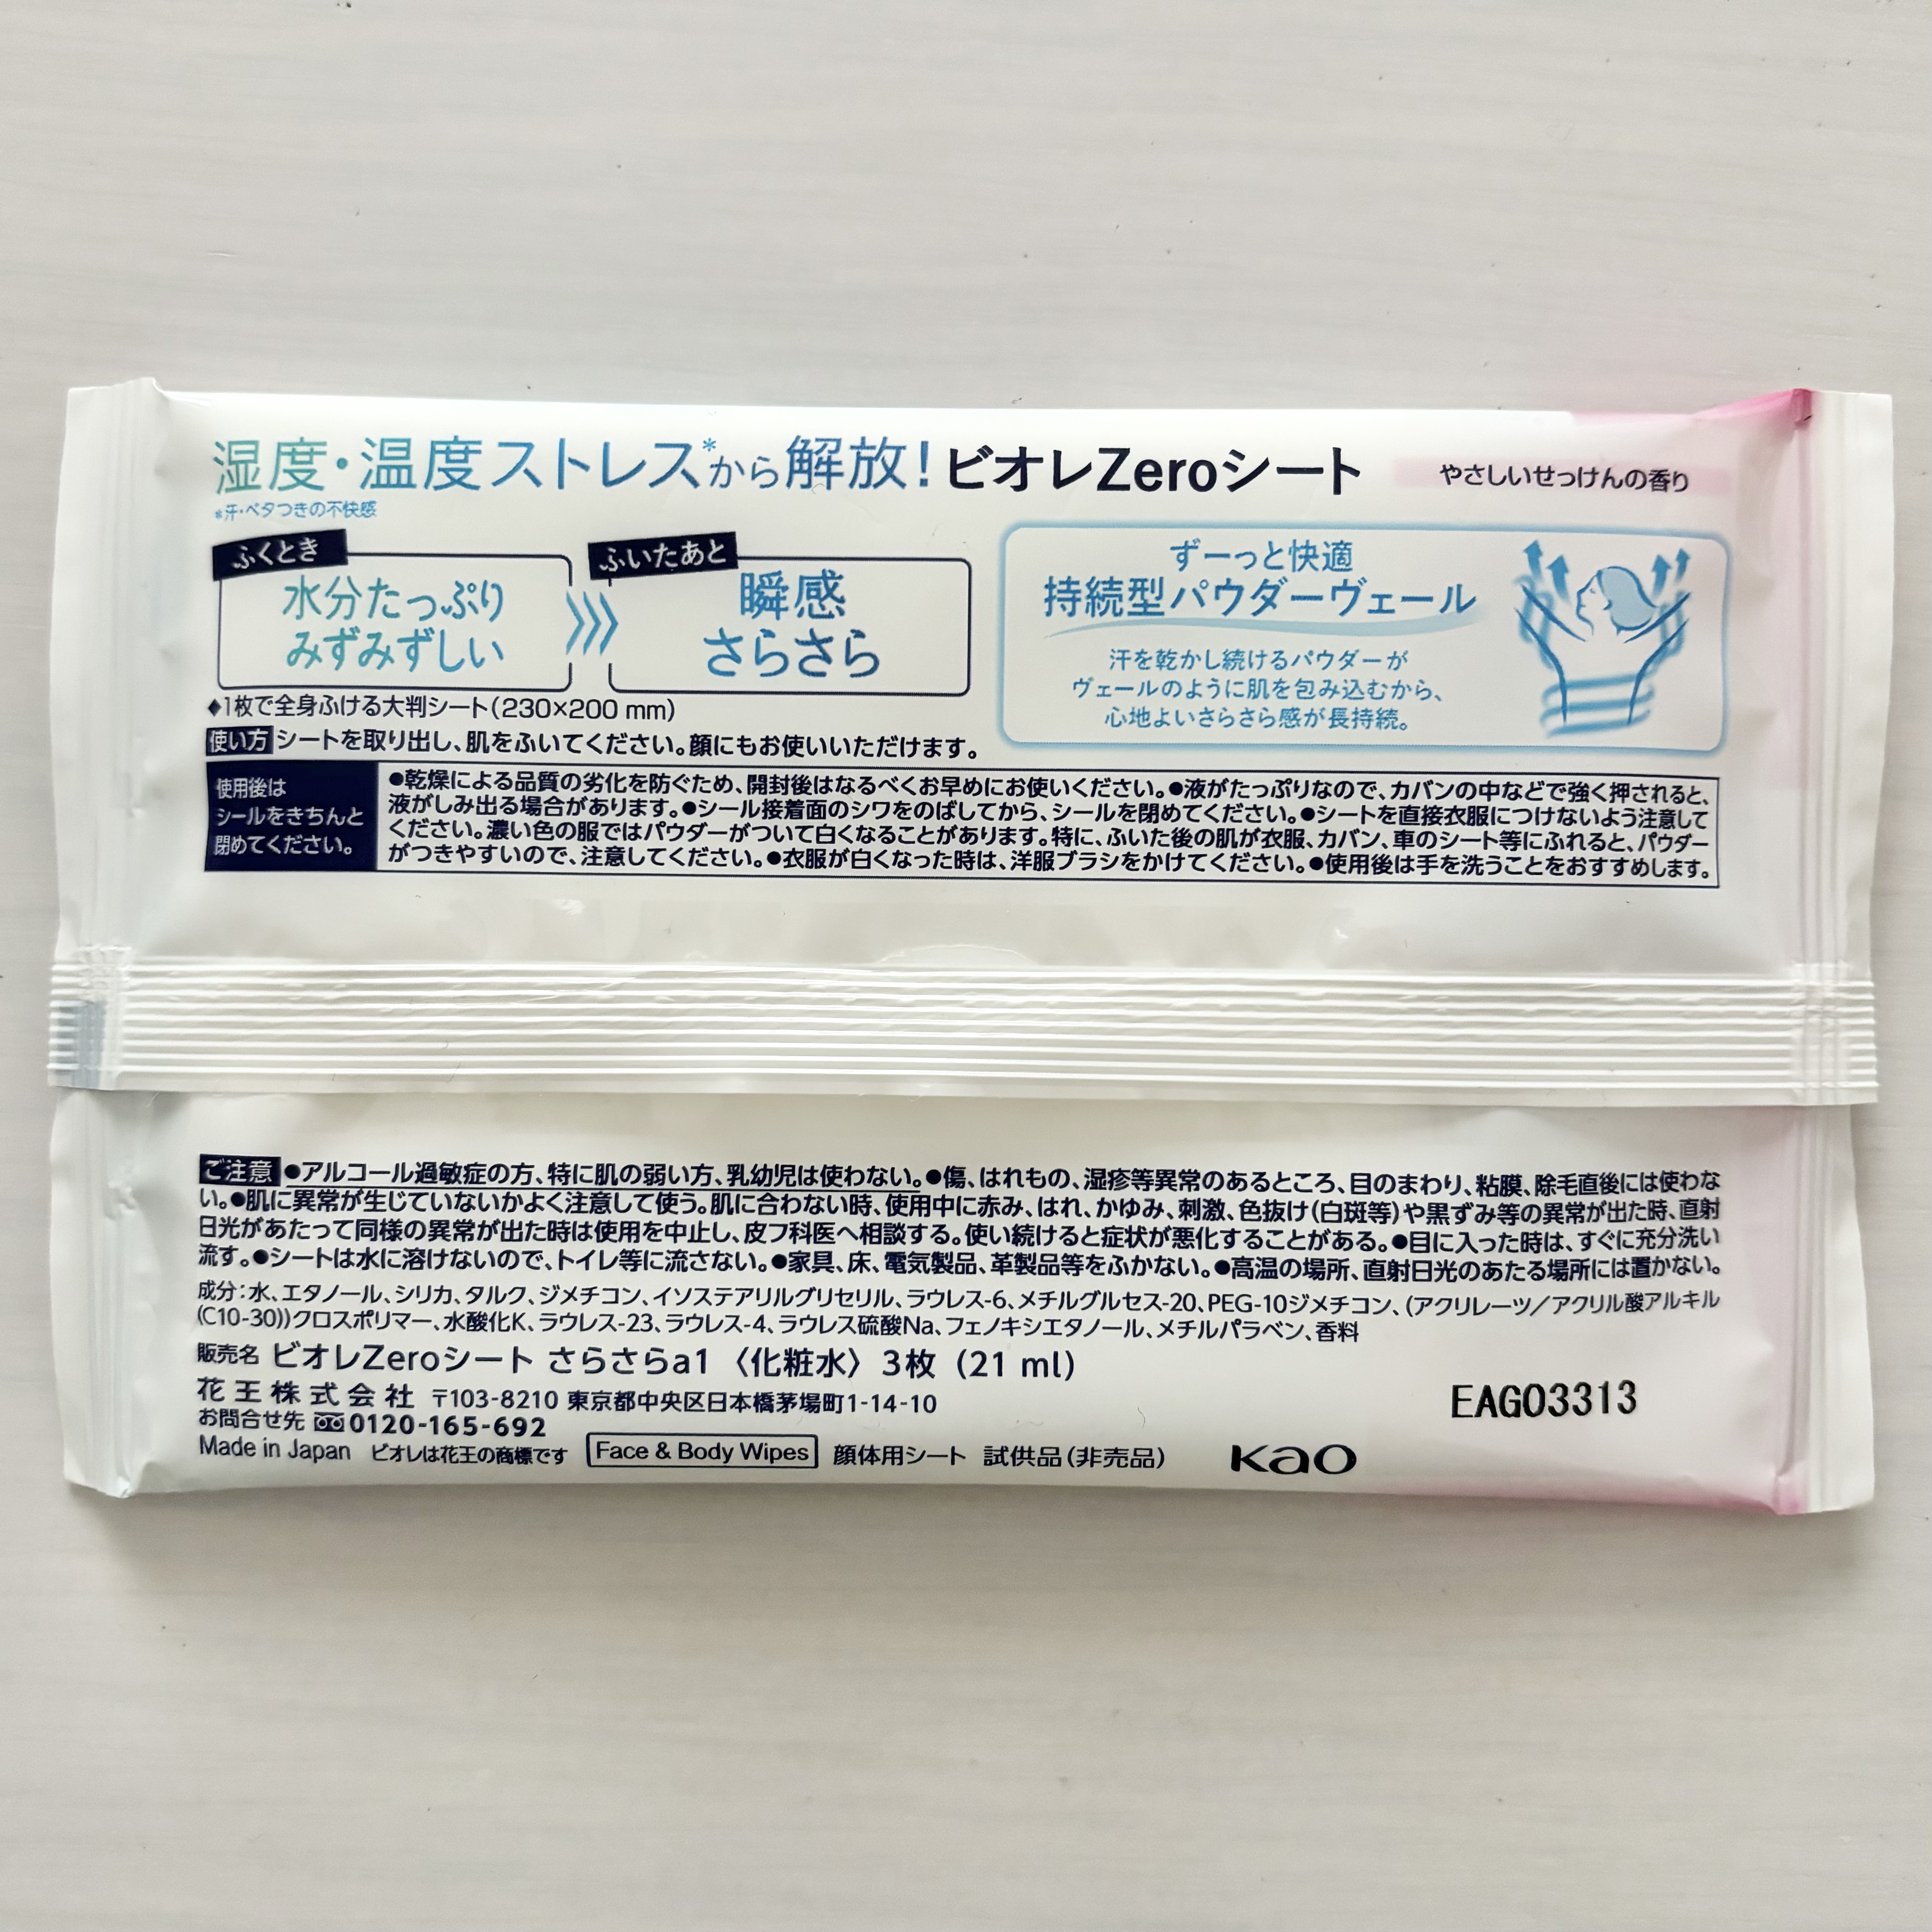 湿度・温度ストレス*から解放!ビオレZeroシート やさしいせっけんの香り
*汗・ベタつきの不快感
ふくとき
水分たっぷり
みずみずしい
ふいたあと
瞬感
さらさら
ずーっと快適
持続型パウダーヴェール
汗を乾かし続けるパウダーが
ヴェールのように肌を包み込むから、
心地よいさらさら感が長持続。
♦1枚で全身ふける大判シート(230×200 mm)
使い方 シートを取り出し、肌をふいてください。顔にもお使いいただけます。
使用後は
シールをきちんと
閉めてください。
●乾燥による品質の劣化を防ぐため、開封後はなるべくお早めにお使いください。●液がたっぷりなので、カバンの中などで強く押されると、
液がしみ出る場合があります。●シール接着面のシワをのばしてから、シールを閉めてください。●シートを直接衣服につけないよう注意して
ください。濃い色の服ではパウダーがついて白くなることがあります。特に、ふいた後の肌が衣服、カバン、車のシート等にふれると、パウダー
がつきやすいので、注意してください。●衣服が白くなった時は、洋服ブラシをかけてください。●使用後は手を洗うことをおすすめします。
ご注意 ●アルコール過敏症の方、特に肌の弱い方、乳幼児は使わない。●傷、はれもの、湿疹等異常のあるところ、目のまわり、粘膜、除毛直後には使わな
い。●肌に異常が生じていないかよく注意して使う。肌に合わない時、使用中に赤み、はれ、かゆみ、刺激、色抜け(白斑等)や黒ずみ等の異常が出た時、直射
日光があたって同様の異常が出た時は使用を中止し、皮フ科医へ相談する。使い続けると症状が悪化することがある。●目に入った時は、すぐに充分洗い
流す。●シートは水に溶けないので、トイレ等に流さない。●家具、床、電気製品、革製品等をふかない。●高温の場所、直射日光のあたる場所には置かない。
成分:水、エタノール、シリカ、タルク、ジメチコン、イソステアリルグリセリル、ラウレス-6、メチルグルセス-20、PEG-10ジメチコン、(アクリレーツ/アクリル酸アルキル
(C10-30))クロスポリマー、水酸化K、ラウレス-23、ラウレス-4、ラウレス硫酸Na、フェノキシエタノール、メチルパラベン、香料
販売名 ビオレZeroシート さらさらa1 〈化粧水〉 3枚 (21 ml)
花王株式会社 〒103-8210 東京都中央区日本橋茅場町1-14-10
お問合せ先 0120-165-692
EAG03313
Made in Japan ビオレは花王の商標です Face & Body Wipes 顔体用シート 試供品(非売品) Kao